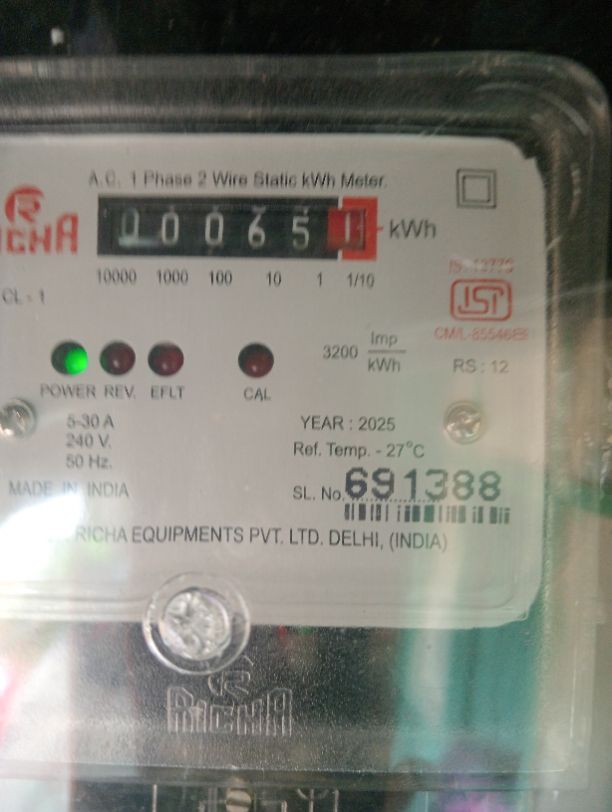 A.C. 1 Phase 2 Wire Static kWh Meter.
RICHA
0 0 0 6 5 1 kWh
10000 1000 100 10 1 1/10
CL - 1
ISI
3200 Imp/kWh
RS : 12
POWER REV. EFLT CAL
5-30 A
240 V.
50 Hz.
YEAR : 2025
Ref. Temp. - 27°C
MADE IN INDIA
SL. No. 691388
RICHA EQUIPMENTS PVT. LTD. DELHI, (INDIA)
RICHA